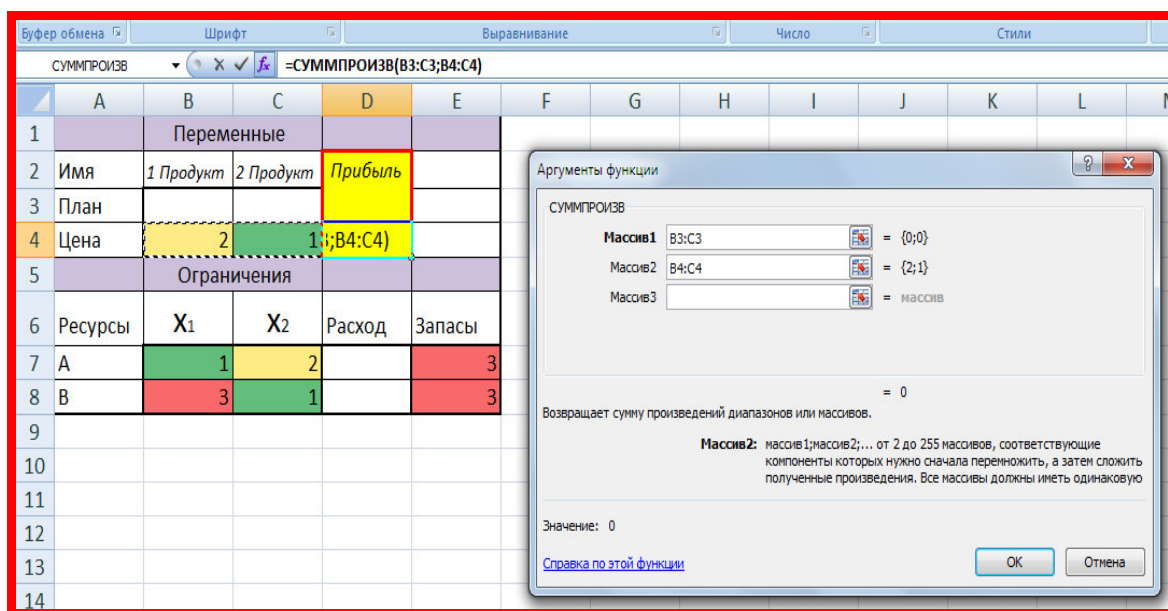 Буфер обмена Шрифт Выравнивание Число Стили
СУММПРОИЗВ fx =СУММПРОИЗВ(B3:C3;B4:C4)
A B C D E F G H I J K L
1 Переменные
2 Имя 1 Продукт 2 Продукт Прибыль
3 План
4 Цена 2 1 ;B4:C4)
5 Ограничения
6 Ресурсы X1 X2 Расход Запасы
7 A 1 2 3
8 B 3 1 3
9
10
11
12
13
14
Аргументы функции
СУММПРОИЗВ
Массив1 B3:C3 = {0;0}
Массив2 B4:C4 = {2;1}
Массив3 = массив
= 0
Возвращает сумму произведений диапазонов или массивов.
Массив2: массив1;массив2;... от 2 до 255 массивов, соответствующие
компоненты которых нужно сначала перемножить, а затем сложить
полученные произведения. Все массивы должны иметь одинаковую
Значение: 0
Справка по этой функции OK Отмена